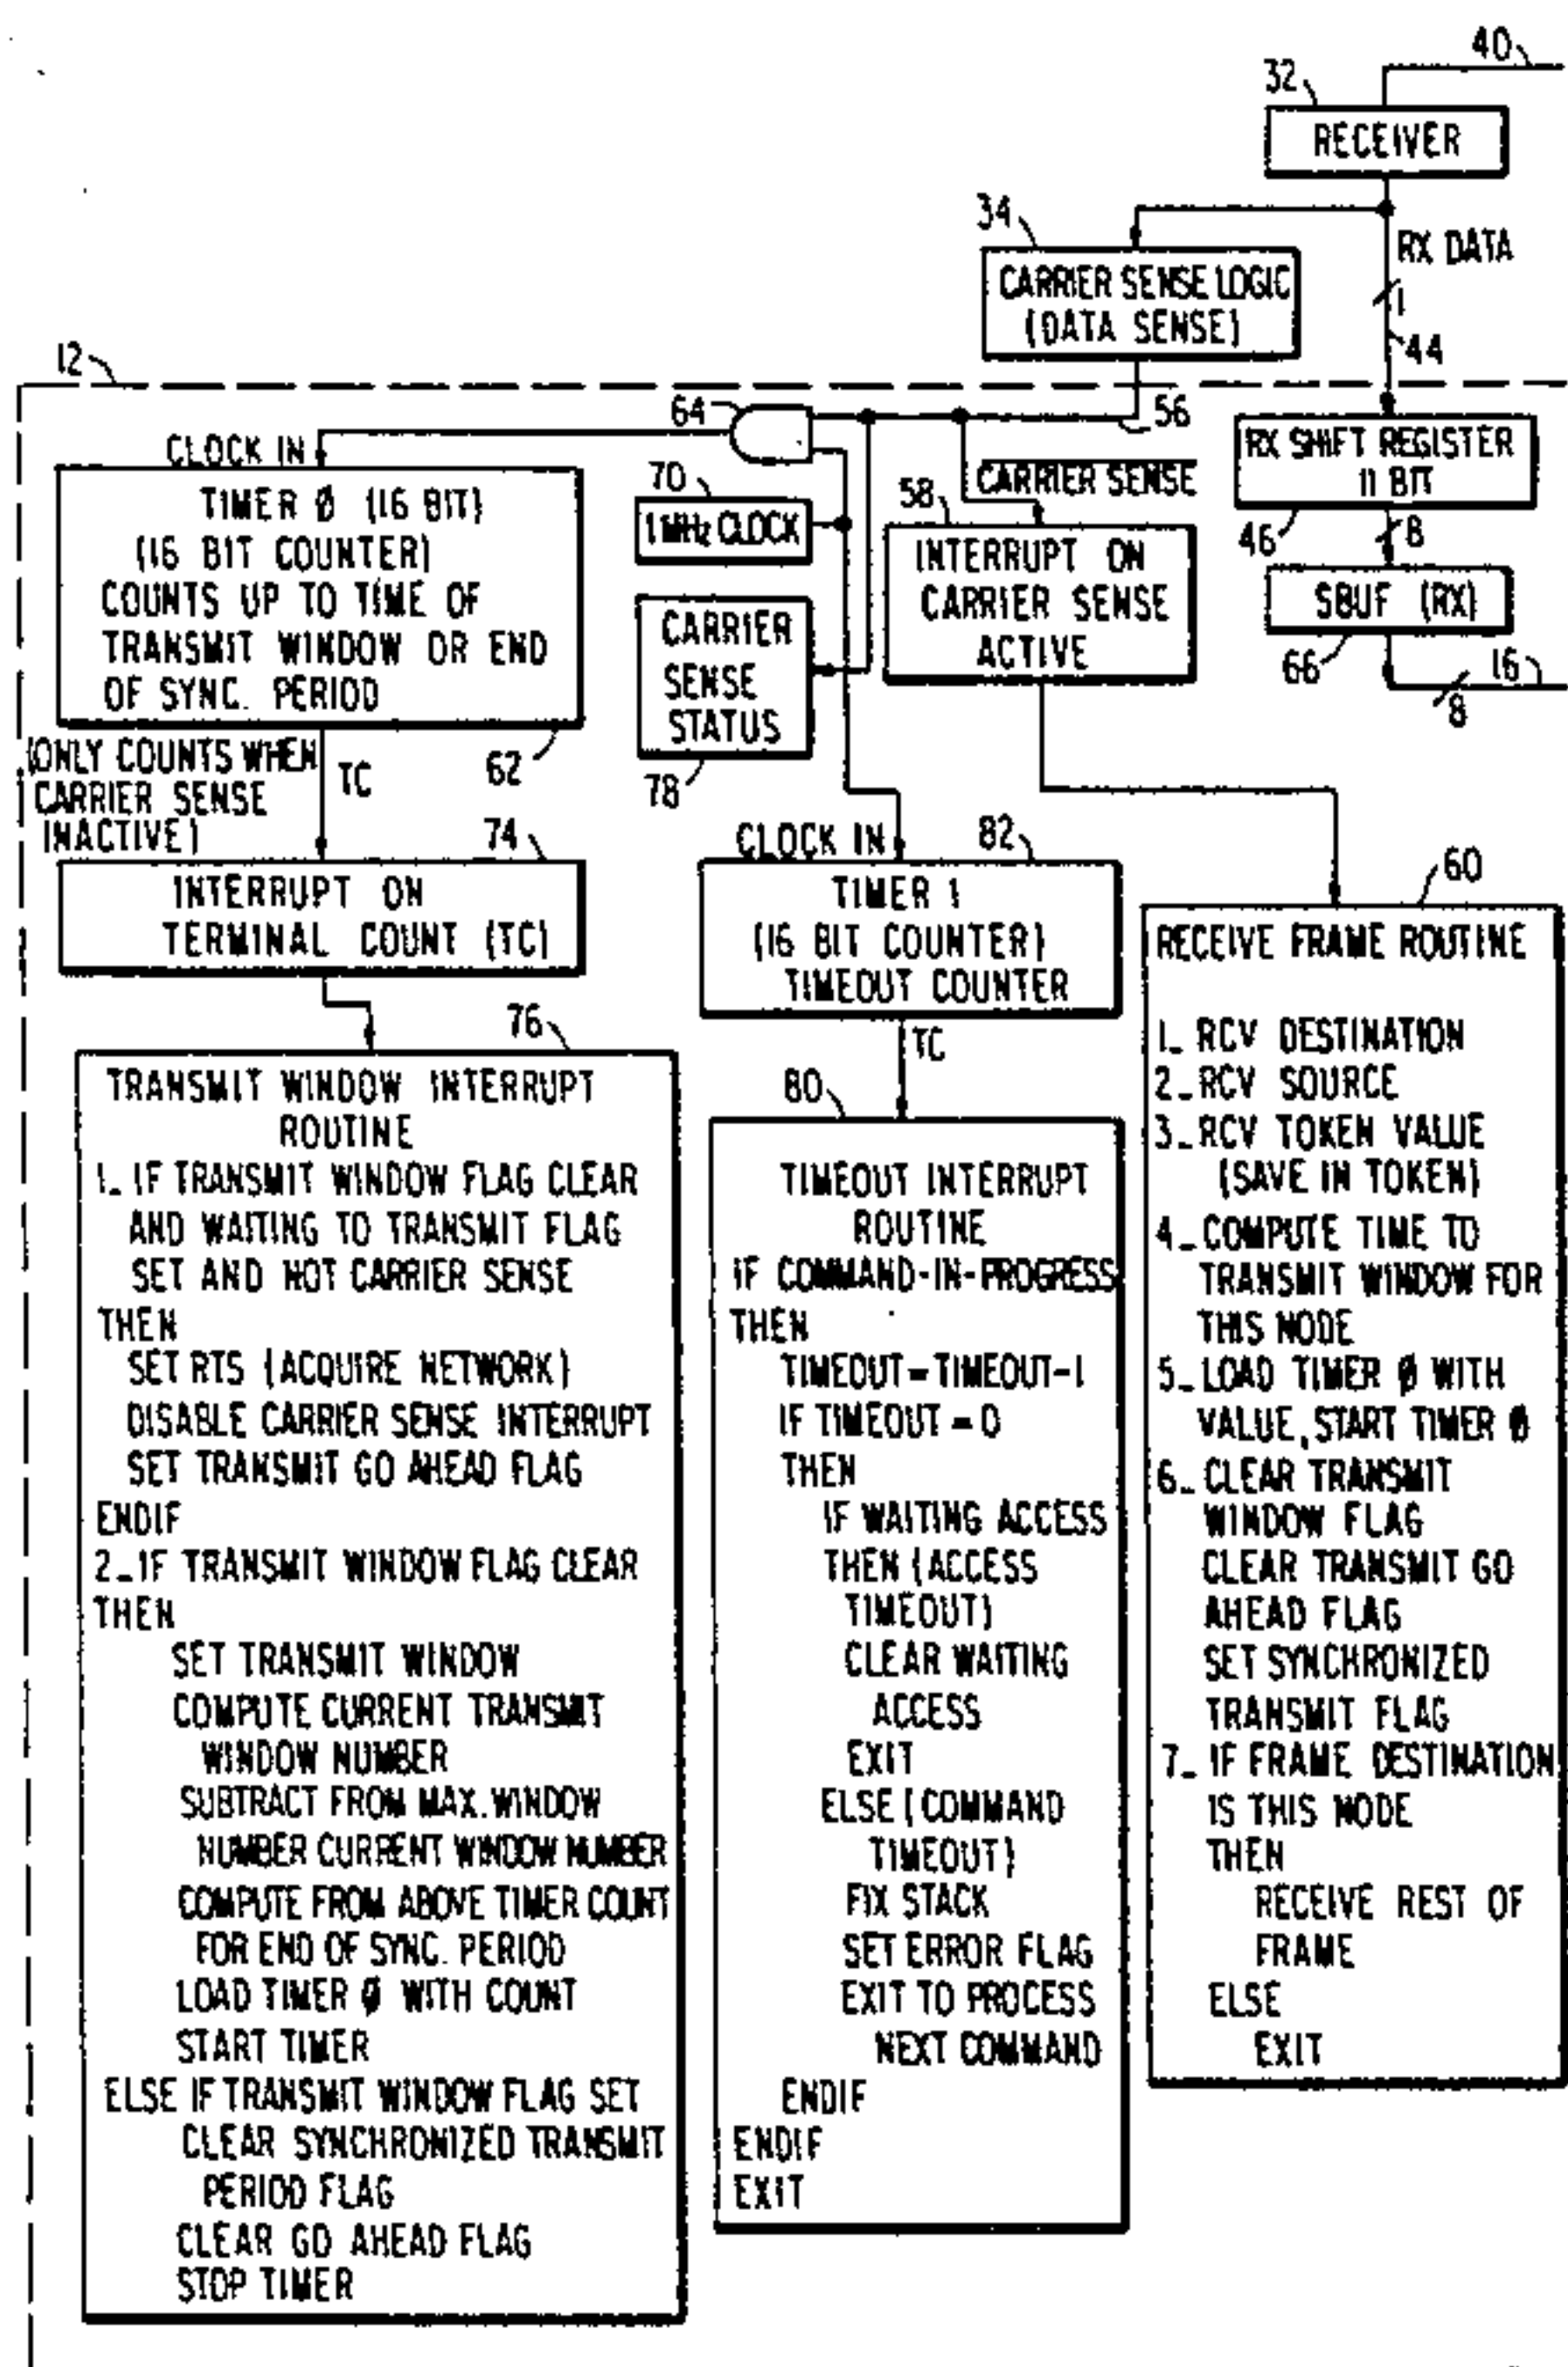 40
32
RECEIVER
34
RX DATA
CARRIER SENSE LOGIC
(DATA SENSE)
1
44
12
64
56
CLOCK IN
70
CARRIER SENSE
RX SHIFT REGISTER
11 BIT
TIMER 0 (16 BIT)
(16 BIT COUNTER)
COUNTS UP TO TIME OF
TRANSMIT WINDOW OR END
OF SYNC. PERIOD
1 MHz CLOCK
58
46
8
INTERRUPT ON
CARRIER SENSE
ACTIVE
SBUF (RX)
CARRIER
SENSE
STATUS
66
16
8
(ONLY COUNTS WHEN
CARRIER SENSE
INACTIVE)
TC
62
78
74
CLOCK IN
82
INTERRUPT ON
TERMINAL COUNT (TC)
TIMER 1
(16 BIT COUNTER)
TIMEOUT COUNTER
60
76
TC
80
TRANSMIT WINDOW INTERRUPT
ROUTINE
1_ IF TRANSMIT WINDOW FLAG CLEAR
AND WAITING TO TRANSMIT FLAG
SET AND NOT CARRIER SENSE
THEN
SET RTS (ACQUIRE NETWORK)
DISABLE CARRIER SENSE INTERRUPT
SET TRANSMIT GO AHEAD FLAG
ENDIF
2_IF TRANSMIT WINDOW FLAG CLEAR
THEN
SET TRANSMIT WINDOW
COMPUTE CURRENT TRANSMIT
WINDOW NUMBER
SUBTRACT FROM MAX. WINDOW
NUMBER CURRENT WINDOW NUMBER
COMPUTE FROM ABOVE TIMER COUNT
FOR END OF SYNC. PERIOD
LOAD TIMER 0 WITH COUNT
START TIMER
ELSE IF TRANSMIT WINDOW FLAG SET
CLEAR SYNCHRONIZED TRANSMIT
PERIOD FLAG
CLEAR GO AHEAD FLAG
STOP TIMER
TIMEOUT INTERRUPT
ROUTINE
IF COMMAND-IN-PROGRESS
THEN
TIMEOUT=TIMEOUT-1
IF TIMEOUT = 0
THEN
IF WAITING ACCESS
THEN (ACCESS
TIMEOUT)
CLEAR WAITING
ACCESS
EXIT
ELSE (COMMAND
TIMEOUT)
FIX STACK
SET ERROR FLAG
EXIT TO PROCESS
NEXT COMMAND
ENDIF
ENDIF
EXIT
RECEIVE FRAME ROUTINE
1_ RCV DESTINATION
2_ RCV SOURCE
3_ RCV TOKEN VALUE
(SAVE IN TOKEN)
4_ COMPUTE TIME TO
TRANSMIT WINDOW FOR
THIS NODE
5_ LOAD TIMER 0 WITH
VALUE, START TIMER 0
6_ CLEAR TRANSMIT
WINDOW FLAG
CLEAR TRANSMIT GO
AHEAD FLAG
SET SYNCHRONIZED
TRANSMIT FLAG
7_ IF FRAME DESTINATION
IS THIS NODE
THEN
RECEIVE REST OF
FRAME
ELSE
EXIT